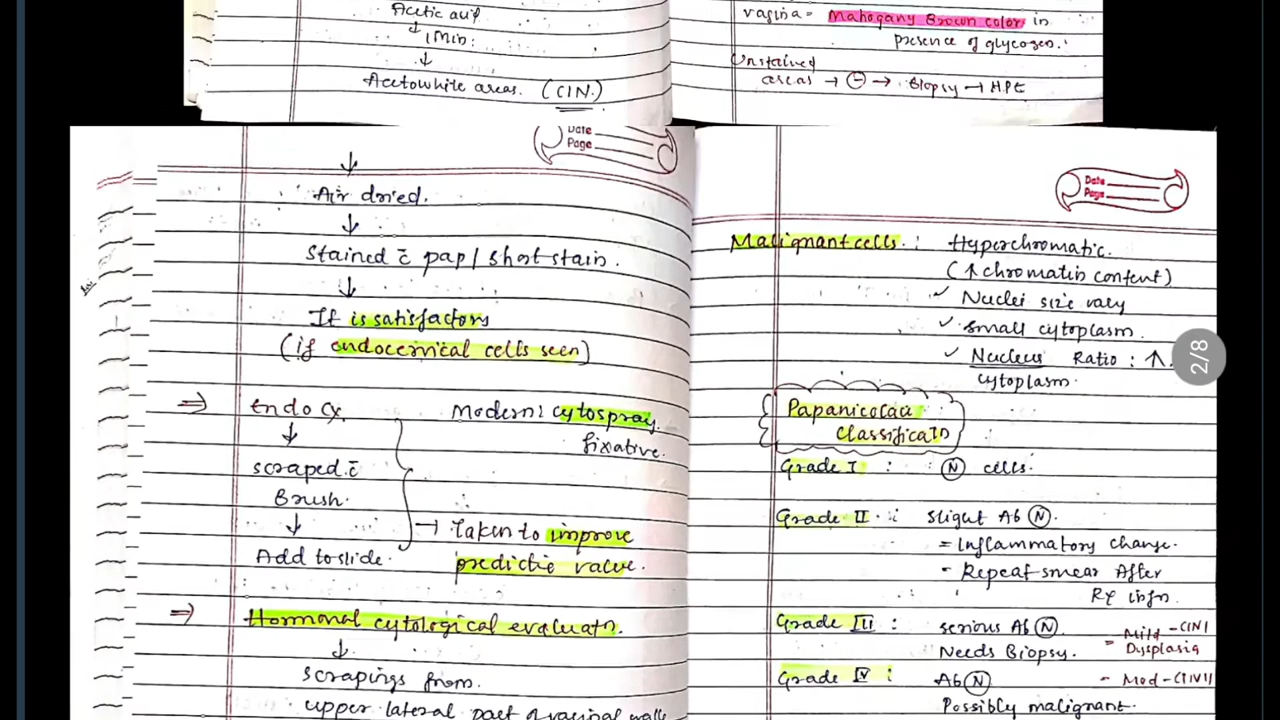 Acetic acid
↓ 1 Min.
↓
Acetowhite areas. (CIN.)
vagina = Mahogany Brown color in
presence of glycogen.
Unstained
areas → ⊖ → Biopsy → HPE
Date
Page
↓
Air dried.
↓
Stained c̄ pap / short stain.
↓
It is satisfactory
(if endocervical cells seen)
⇒ Endo Cx.
↓
scraped c̄
Brush.
↓
Add to slide.
Modern: cytospray
fixative.
→ Taken to improve
predictie value.
⇒ Hormonal cytological evaluatn.
↓
scrapings from
upper lateral part of vaginal walls
Date
Page
Malignant cells : Hyperchromatic.
(↑ chromatin content)
✓ Nuclei size vary
✓ small cytoplasm.
✓ Nucleus Ratio : ↑.
cytoplasm.
Papanicolau
classificatn
Grade I : Ⓝ cells.
Grade II : slight Ab Ⓝ.
= Inflammatory change.
- Repeat smear After
Rx infn.
Grade III : serious Ab Ⓝ.
Needs Biopsy.
= Mild - CIN I
Dysplasia
Grade IV : Ab Ⓝ
- Mod - CIN II
Possibly malignant
2/8